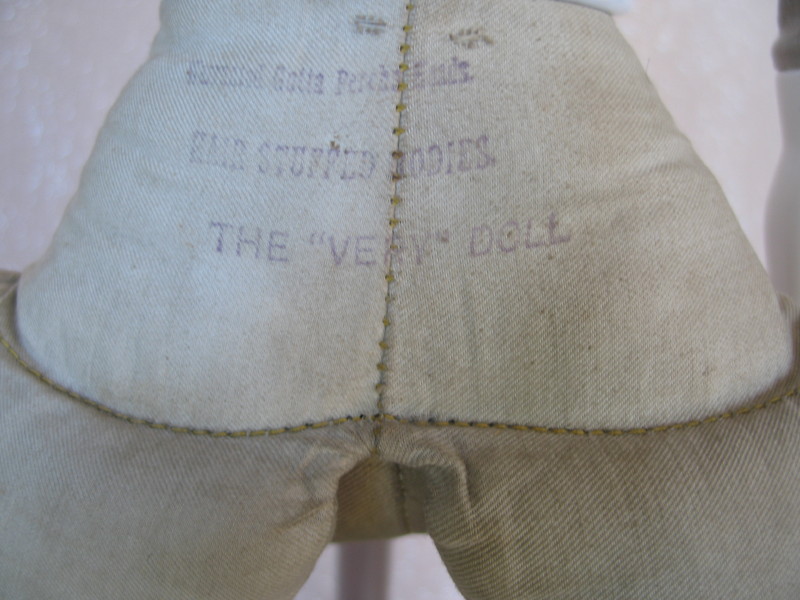 Gutta Percha
HAIR STUFFED BODIES.
THE "VERY" DOLL